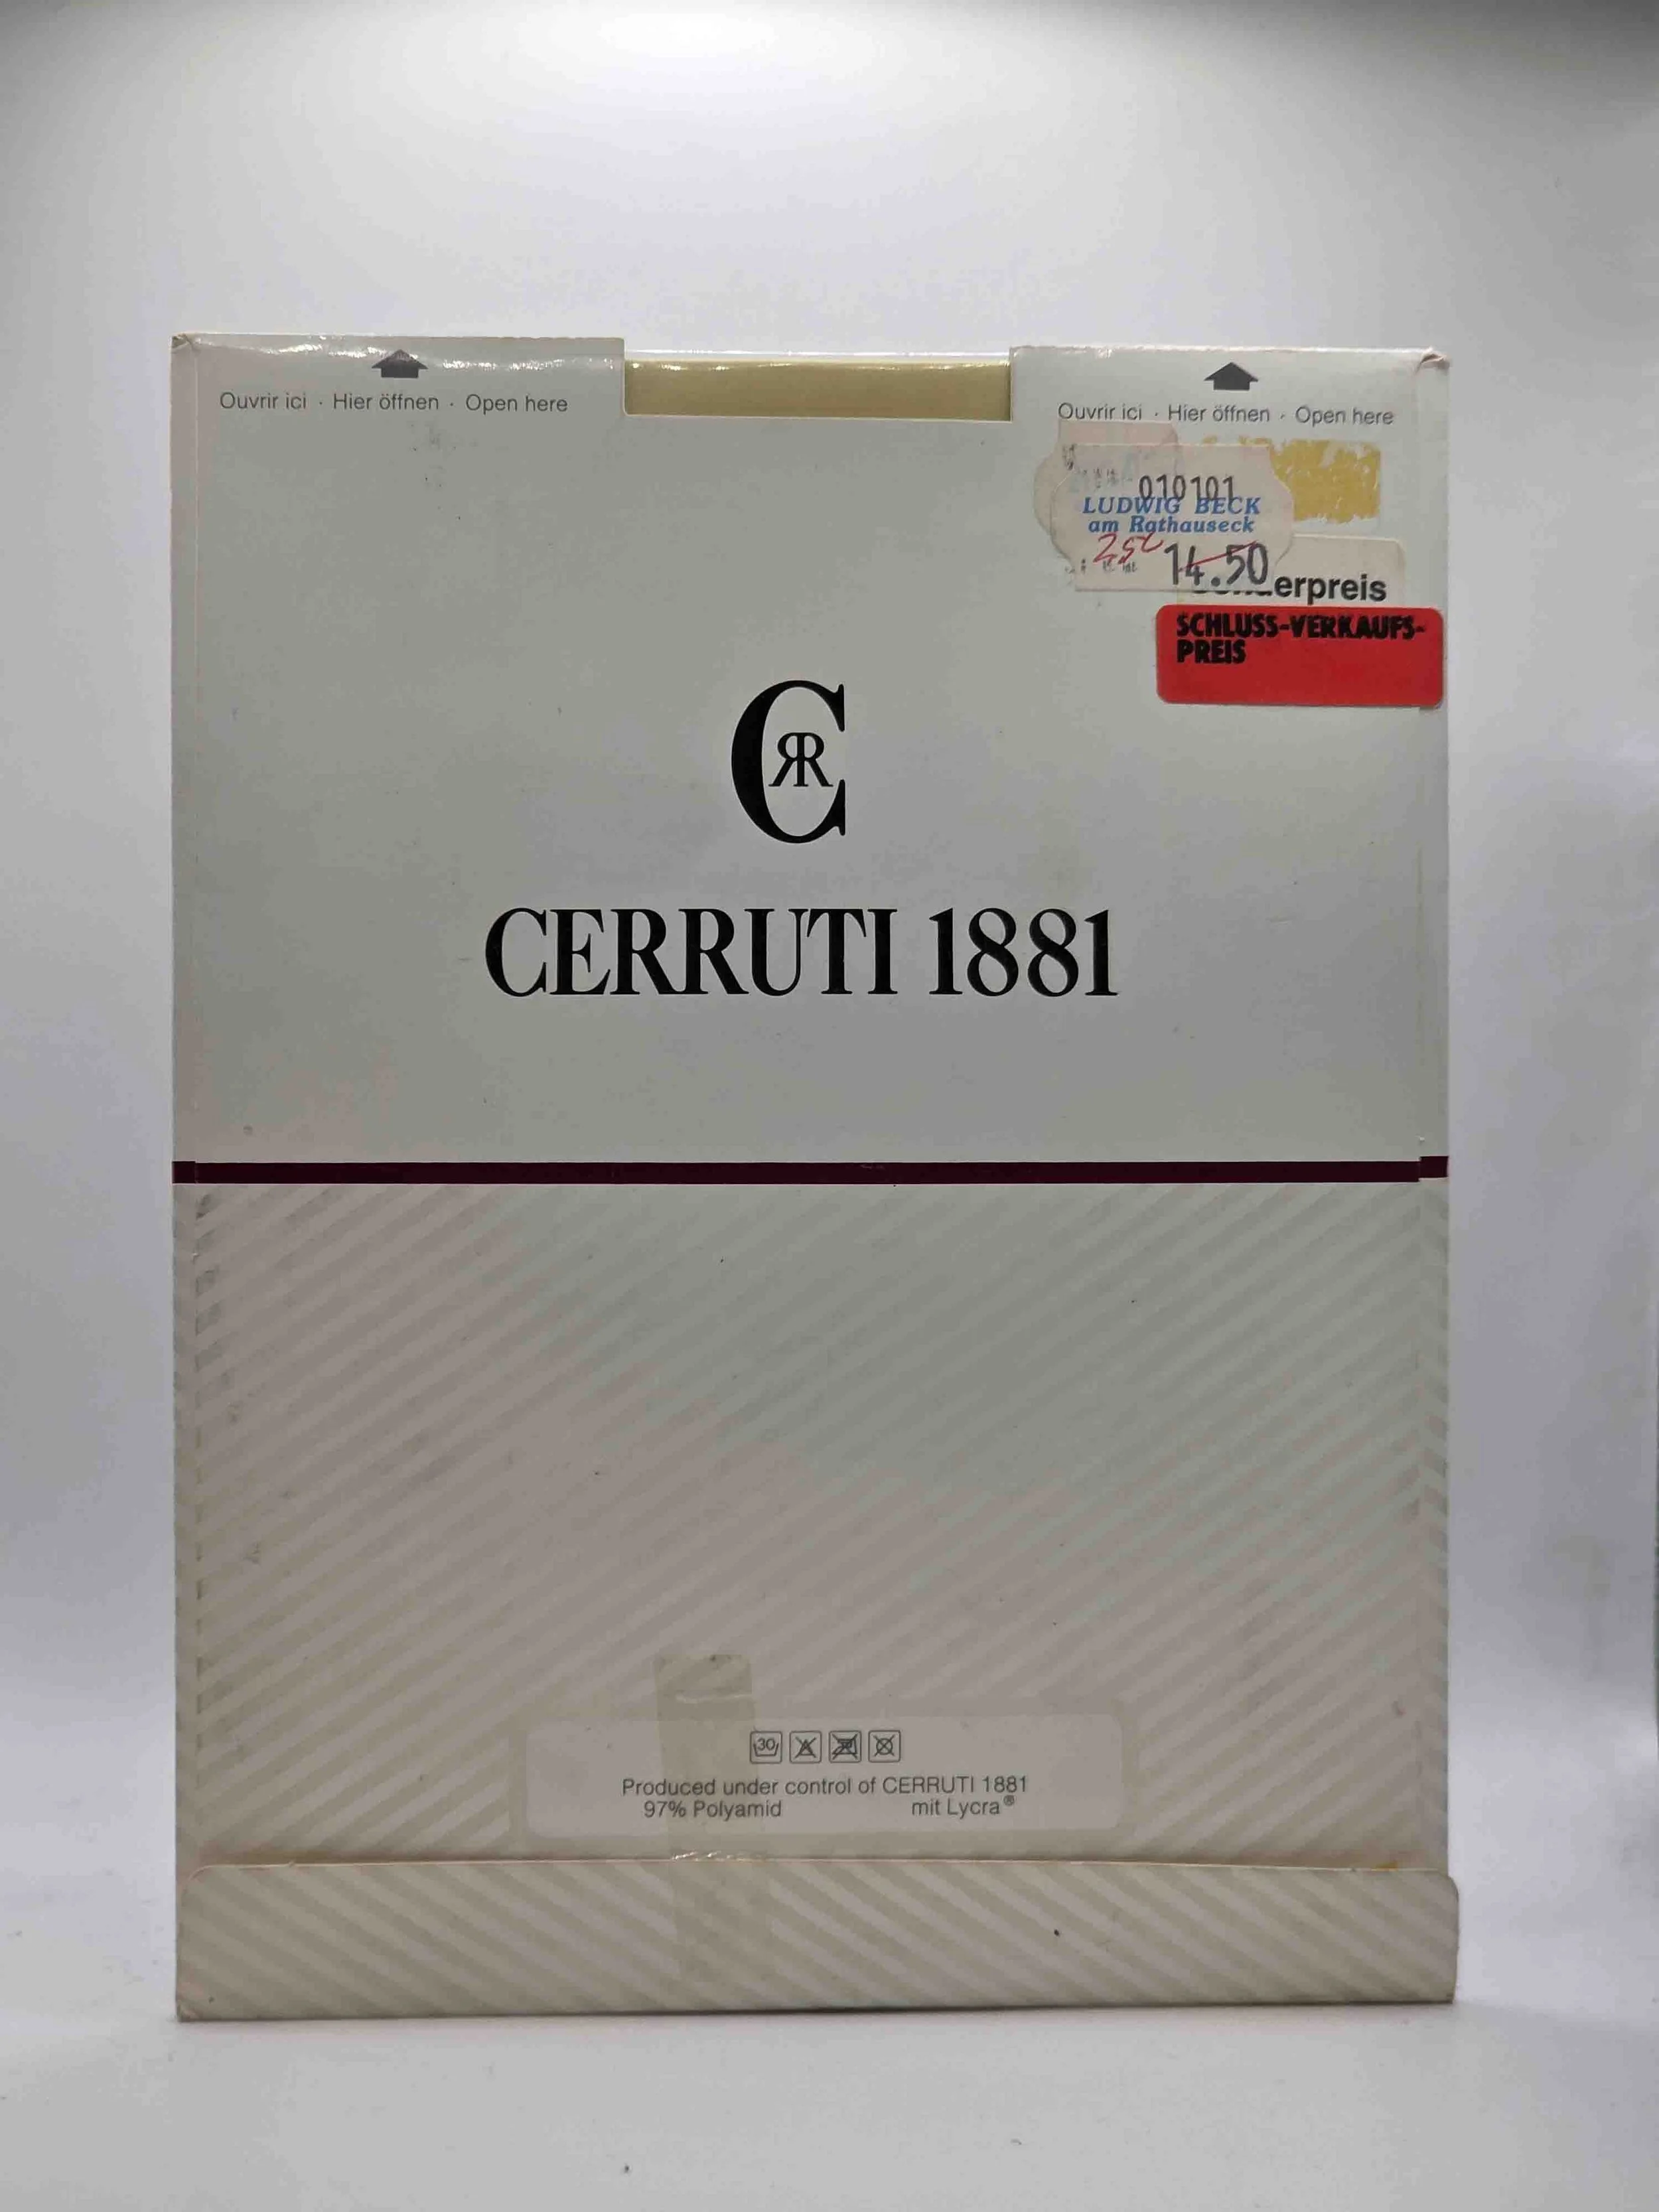 Ouvrir ici · Hier öffnen · Open here
Ouvrir ici · Hier öffnen · Open here
010101
LUDWIG BECK
am Rathauseck
14.50
erpreis
SCHLUSS-VERKAUFS-
PREIS
CERRUTI 1881
30
Produced under control of CERRUTI 1881
97% Polyamid mit Lycra®